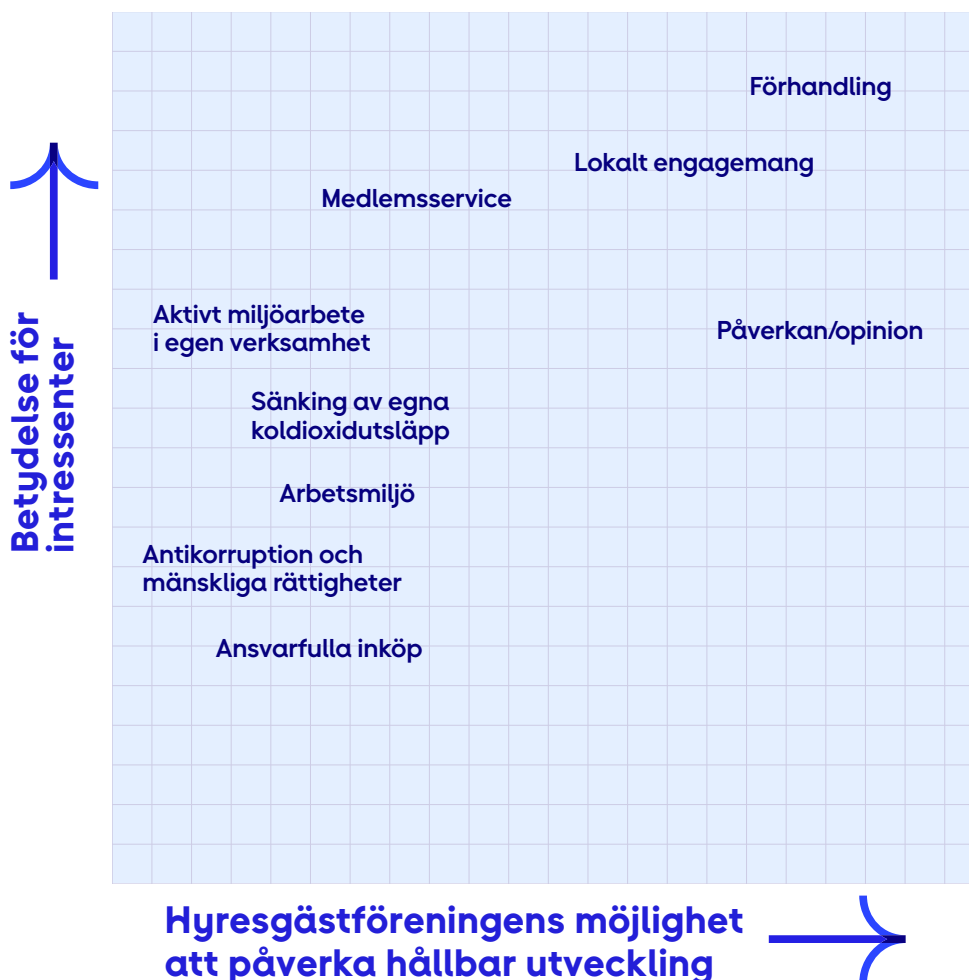 Förhandling
Lokalt engagemang
Medlemsservice
Aktivt miljöarbete
i egen verksamhet
Påverkan/opinion
Sänking av egna
koldioxidutsläpp
Arbetsmiljö
Antikorruption och
mänskliga rättigheter
Ansvarfulla inköp
Betydelse för
intressenter
Hyresgästföreningens möjlighet
att påverka hållbar utveckling